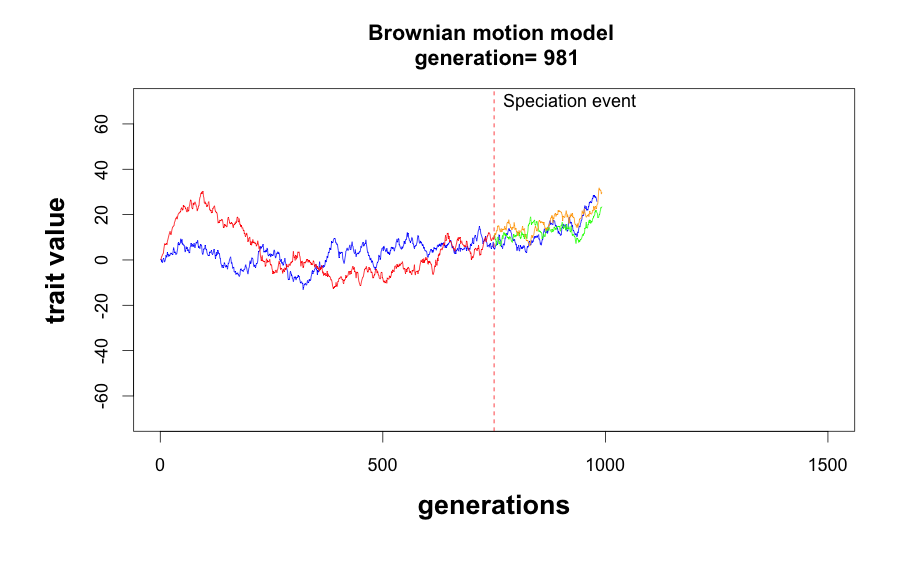 Brownian motion model
generation= 981
Speciation event
trait value
60
40
20
0
-20
-40
-60
0 500 1000 1500
generations